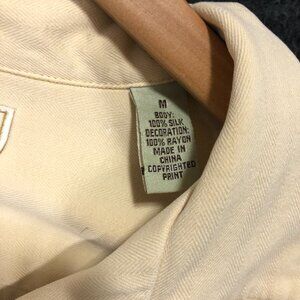 M
BODY:
100% SILK
DECORATION:
100% RAYON
MADE IN
CHINA
COPYRIGHTED
PRINT